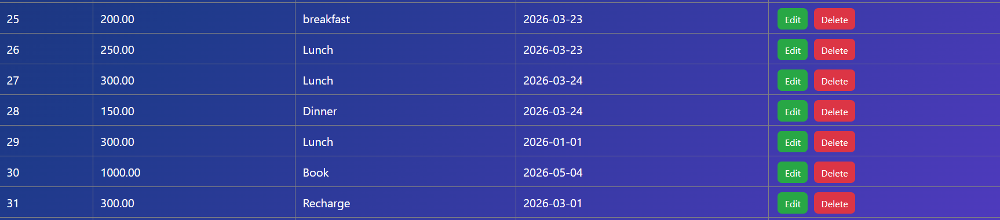 25 200.00 breakfast 2026-03-23 Edit Delete
26 250.00 Lunch 2026-03-23 Edit Delete
27 300.00 Lunch 2026-03-24 Edit Delete
28 150.00 Dinner 2026-03-24 Edit Delete
29 300.00 Lunch 2026-01-01 Edit Delete
30 1000.00 Book 2026-05-04 Edit Delete
31 300.00 Recharge 2026-03-01 Edit Delete